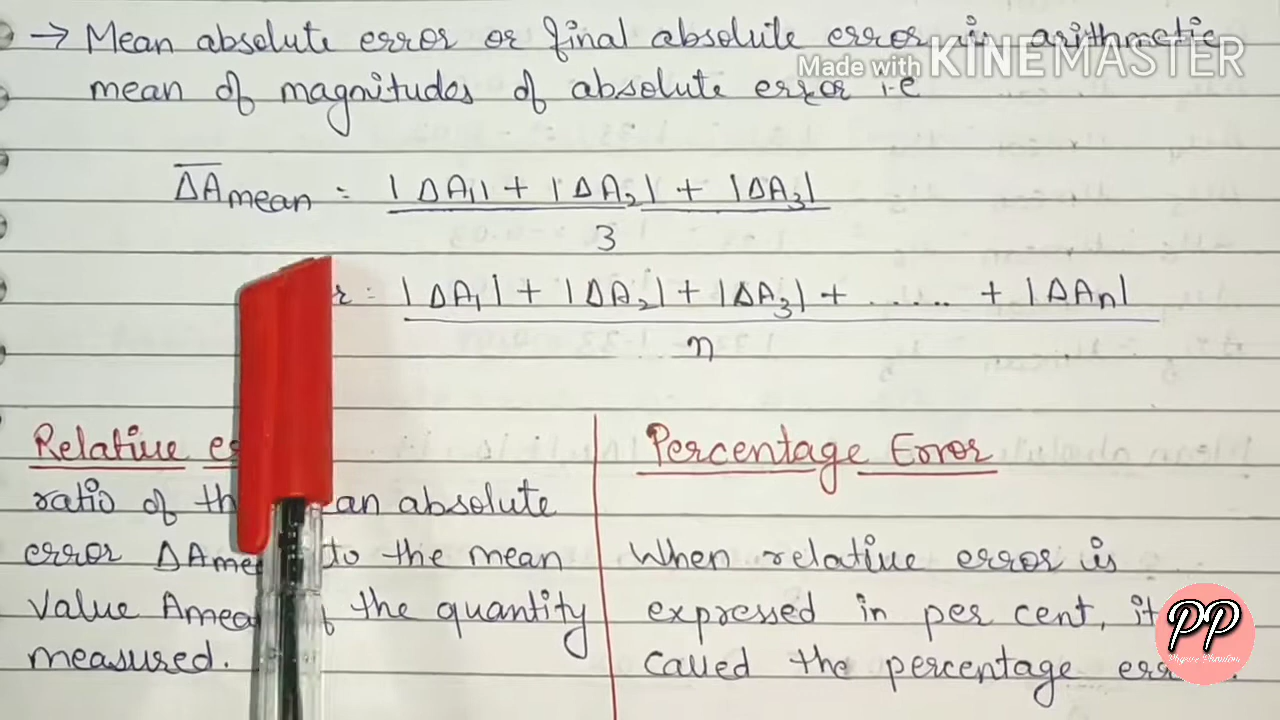 → Mean absolute error or final absolute error is arithmetic
Made with KINEMASTER
mean of magnitudes of absolute error i.e
ΔAmean = |ΔA1| + |ΔA2| + |ΔA3|
3
r = |ΔA1| + |ΔA2| + |ΔA3| + ...... + |ΔAn|
n
Relative
ratio of an absolute
error ΔAmea to the mean
value Amea the quantity
measured.
Percentage Error
When relative error is
expressed in per cent, it
called the percentage
PP